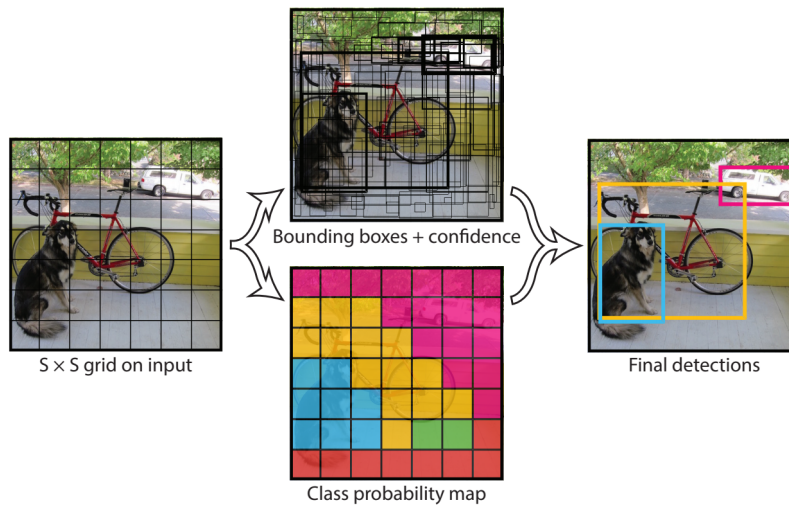 Bounding boxes + confidence
S × S grid on input
Final detections
Class probability map